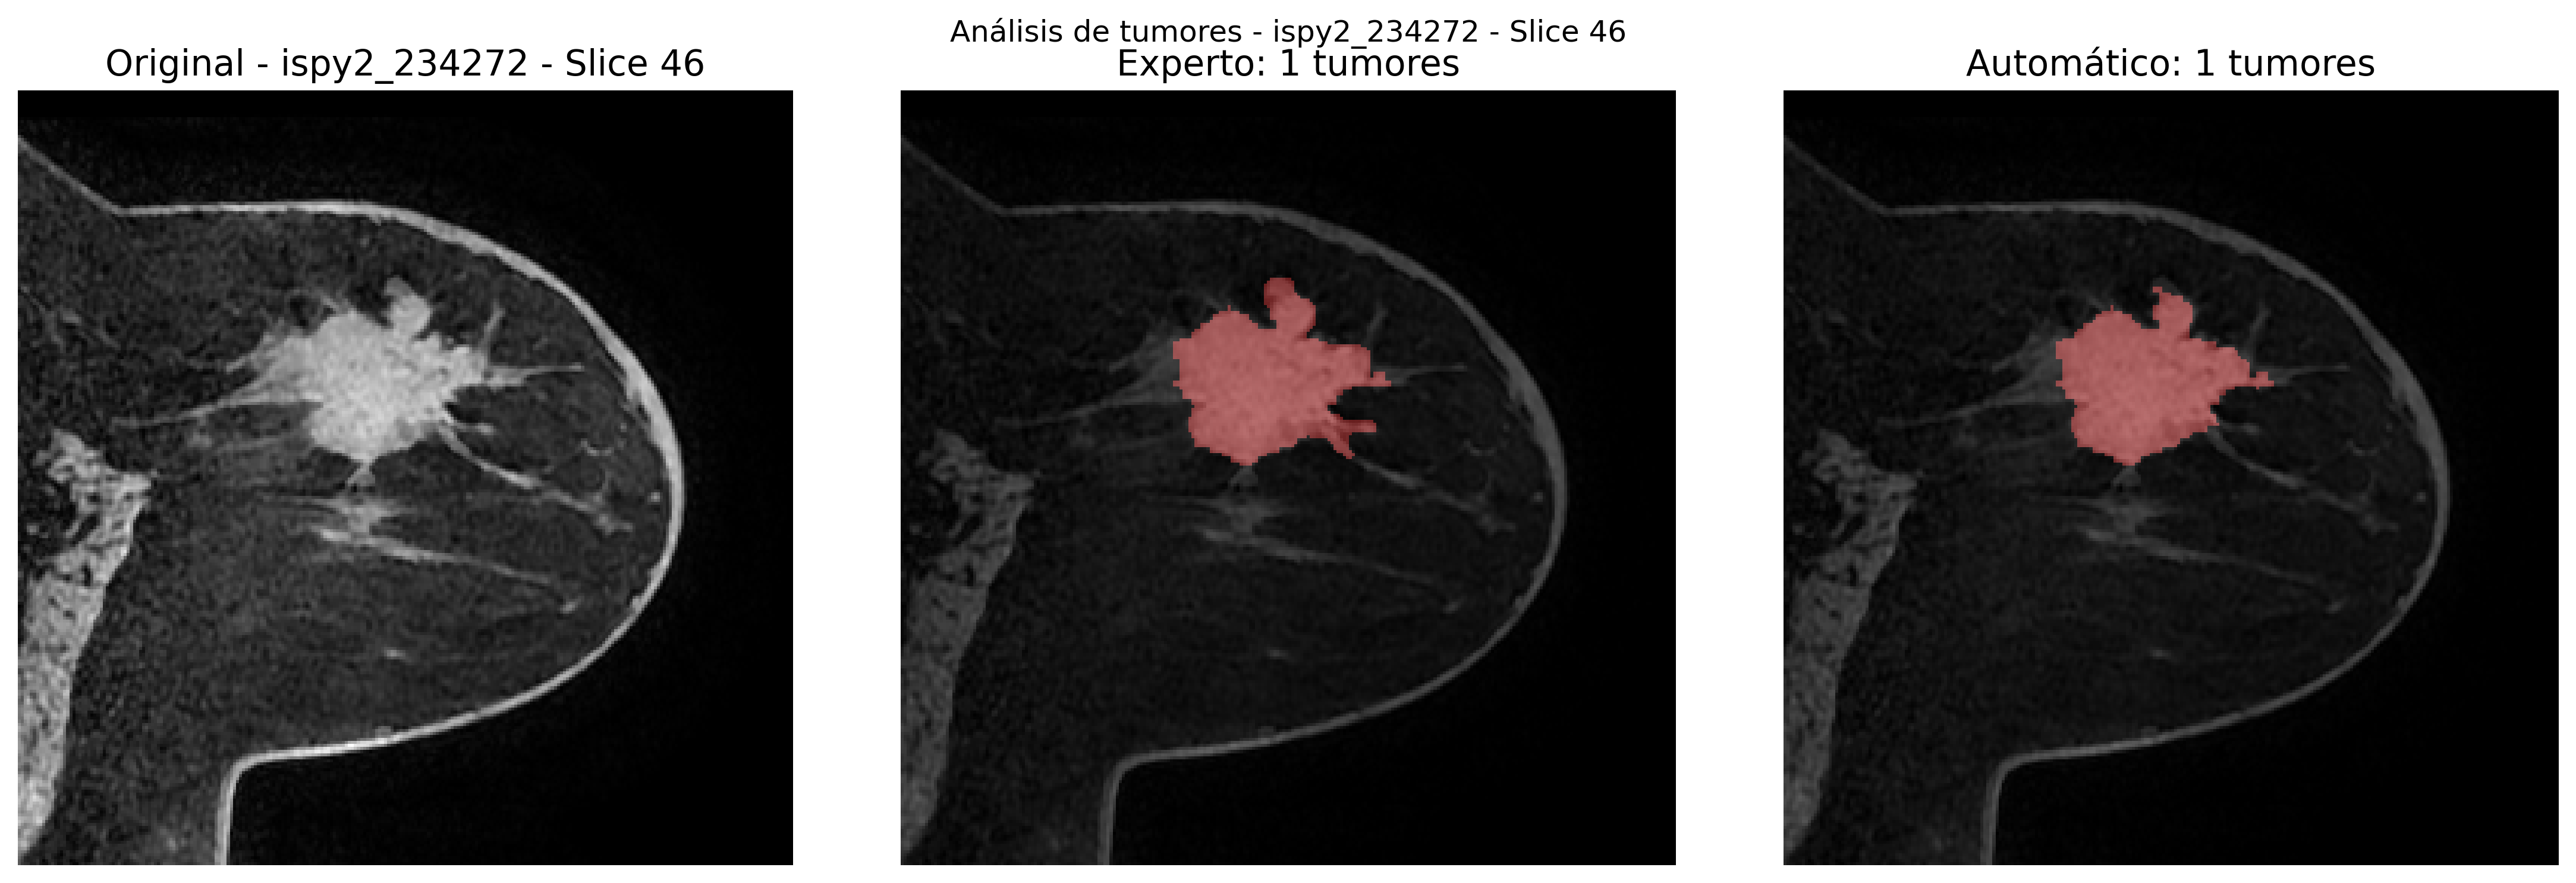 Análisis de tumores - ispy2_234272 - Slice 46
Original - ispy2_234272 - Slice 46
Experto: 1 tumores
Automático: 1 tumores